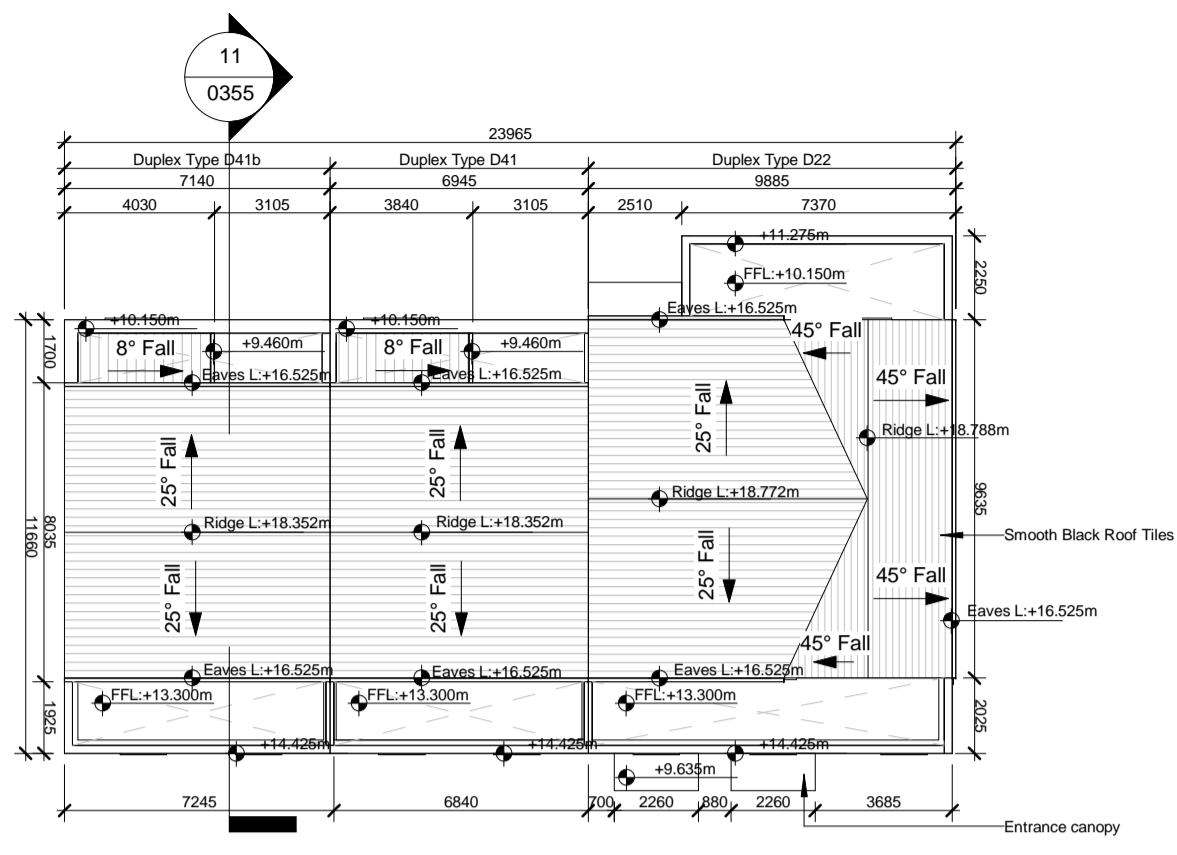 11
0355
23965
Duplex Type D41b
Duplex Type D41
Duplex Type D22
7140
6945
9885
4030
3105
3840
3105
2510
7370
+11.275m
FFL:+10.150m
2250
Eaves L:+16.525m
+10.150m
+10.150m
45° Fall
8° Fall
+9.460m
8° Fall
+9.460m
1700
Eaves L:+16.525m
Eaves L:+16.525m
45° Fall
25° Fall
25° Fall
25° Fall
Ridge L:+18.788m
Ridge L:+18.772m
9635
Ridge L:+18.352m
Ridge L:+18.352m
8035
11660
Smooth Black Roof Tiles
25° Fall
25° Fall
25° Fall
45° Fall
Eaves L:+16.525m
45° Fall
Eaves L:+16.525m
Eaves L:+16.525m
Eaves L:+16.525m
FFL:+13.300m
FFL:+13.300m
FFL:+13.300m
1925
2025
+14.425m
+14.425m
+14.425m
+9.635m
7245
6840
700
2260
880
2260
3685
Entrance canopy